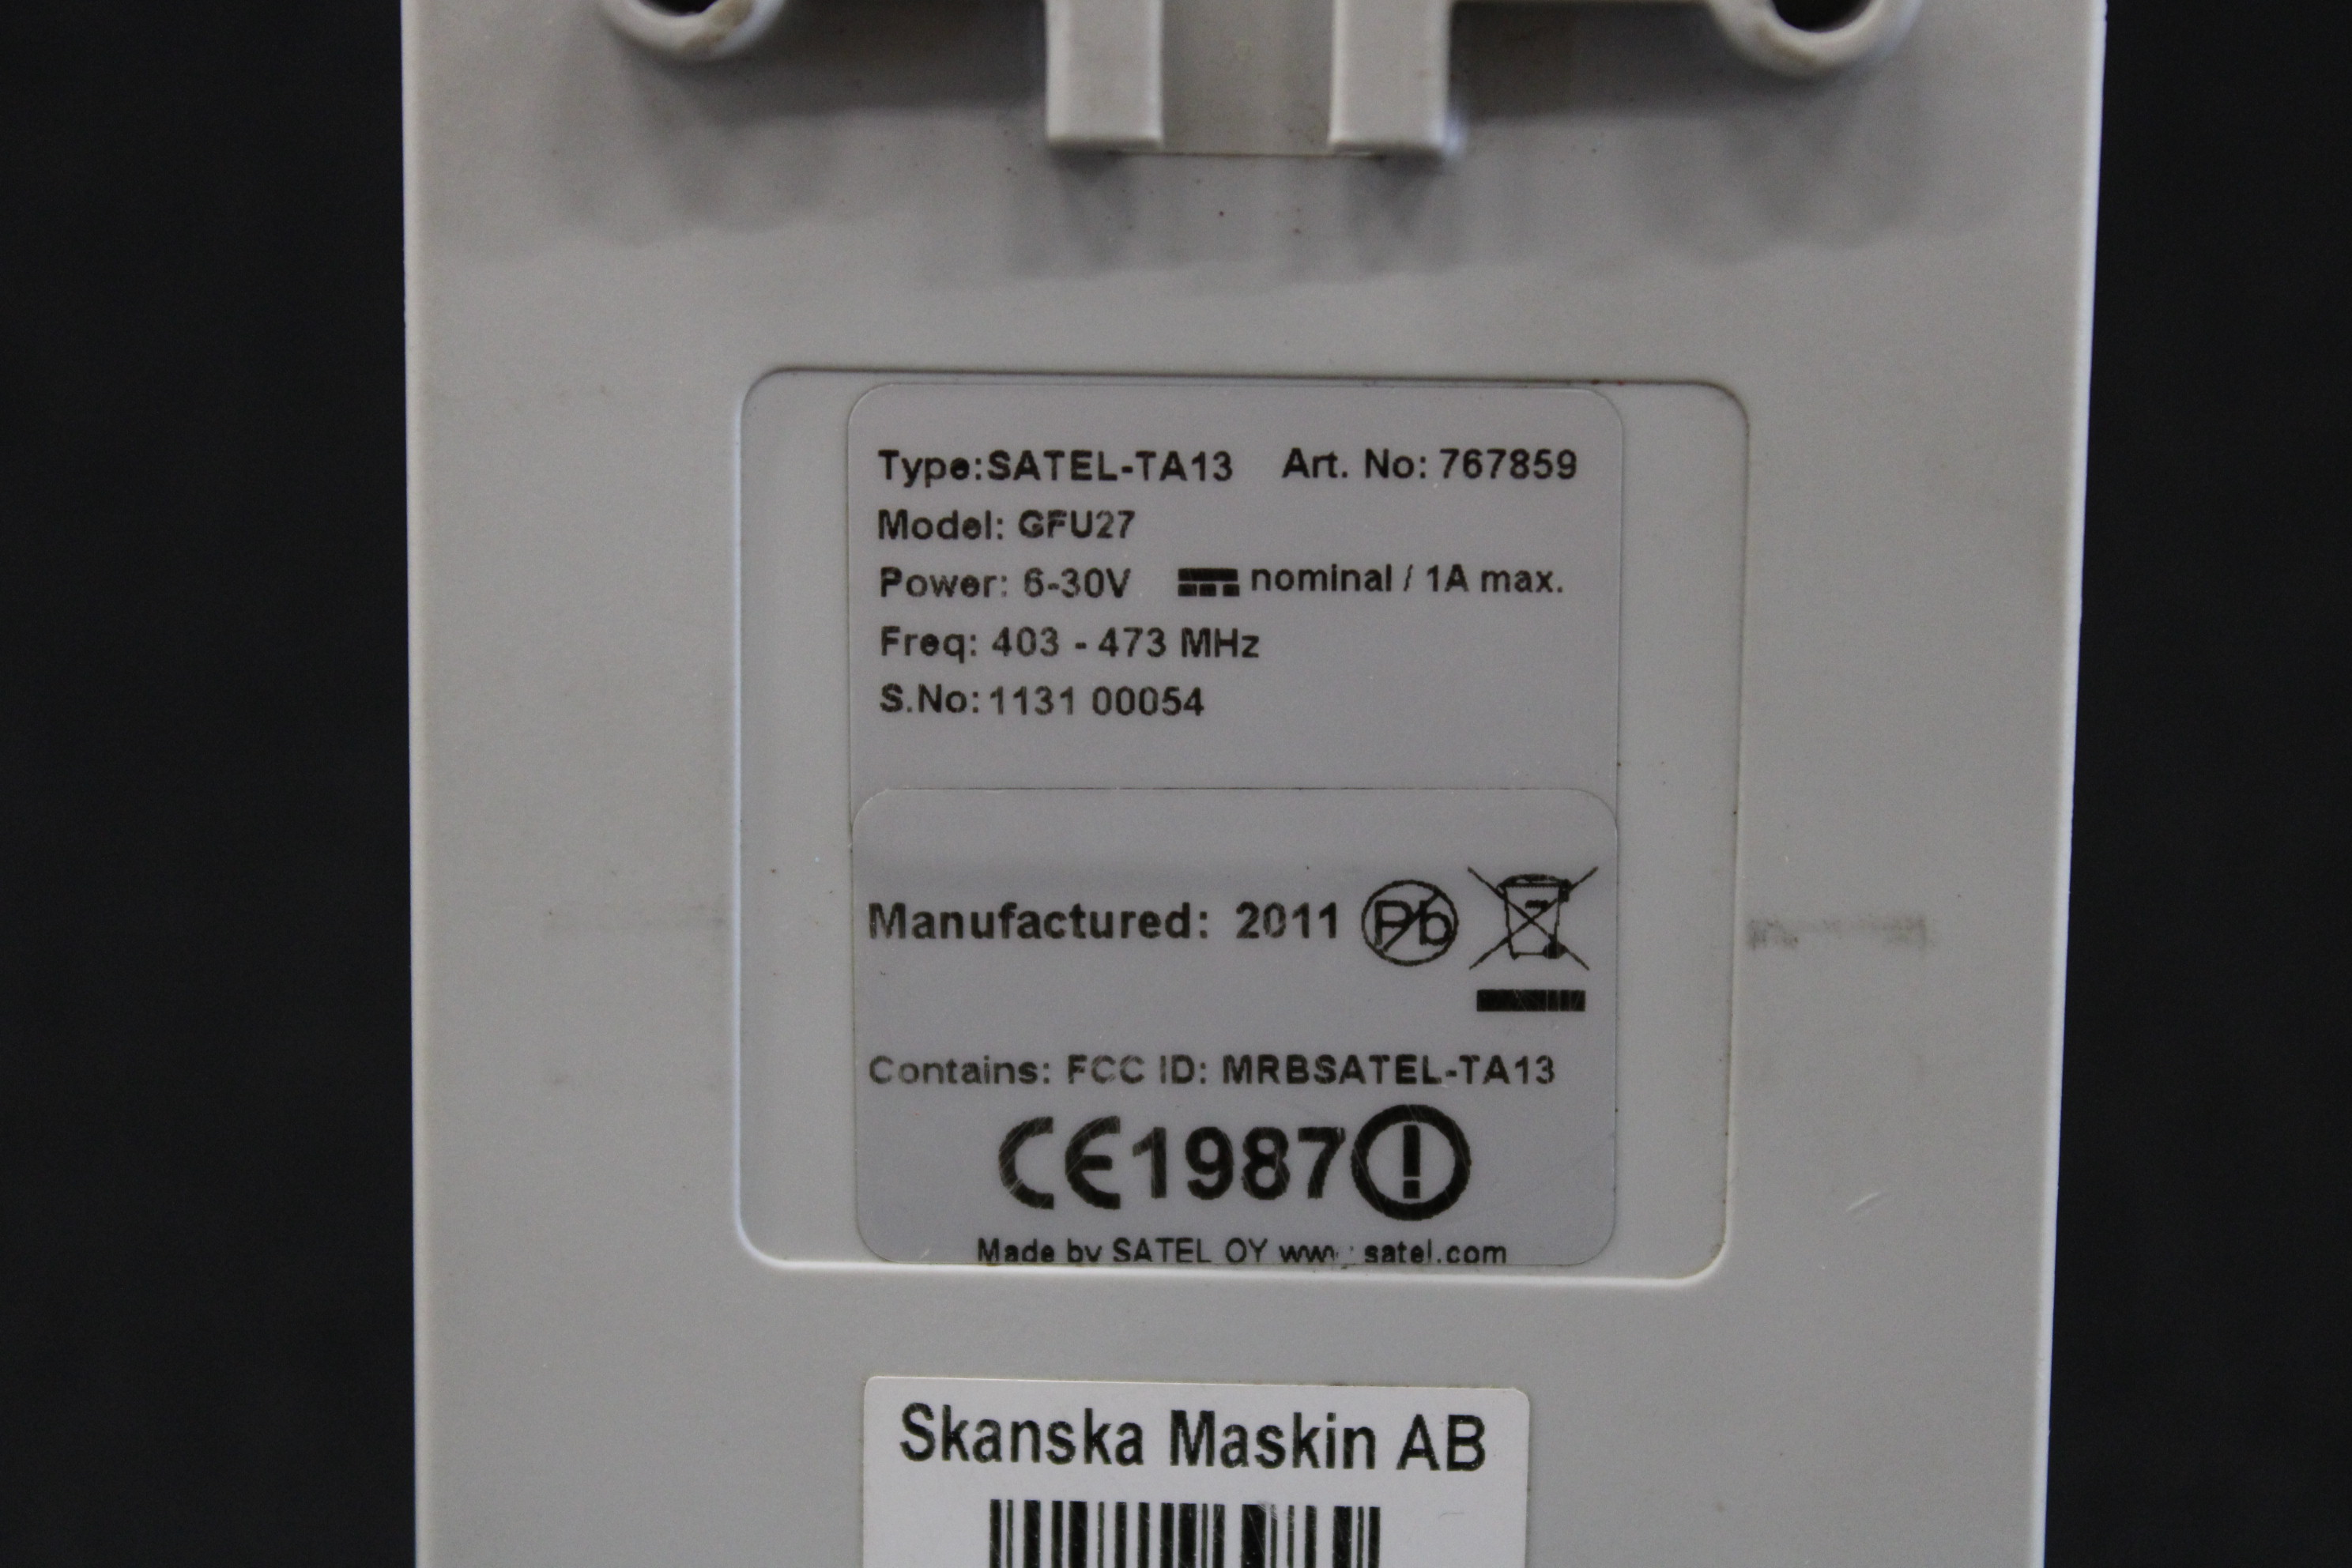 Type:SATEL-TA13 Art. No: 767859
Model: GFU27
Power: 6-30V nominal / 1A max.
Freq: 403 - 473 MHz
S.No: 1131 00054
Manufactured: 2011 Pb
Contains: FCC ID: MRBSATEL-TA13
CE1987!
Made by SATEL OY www. satel.com
Skanska Maskin AB